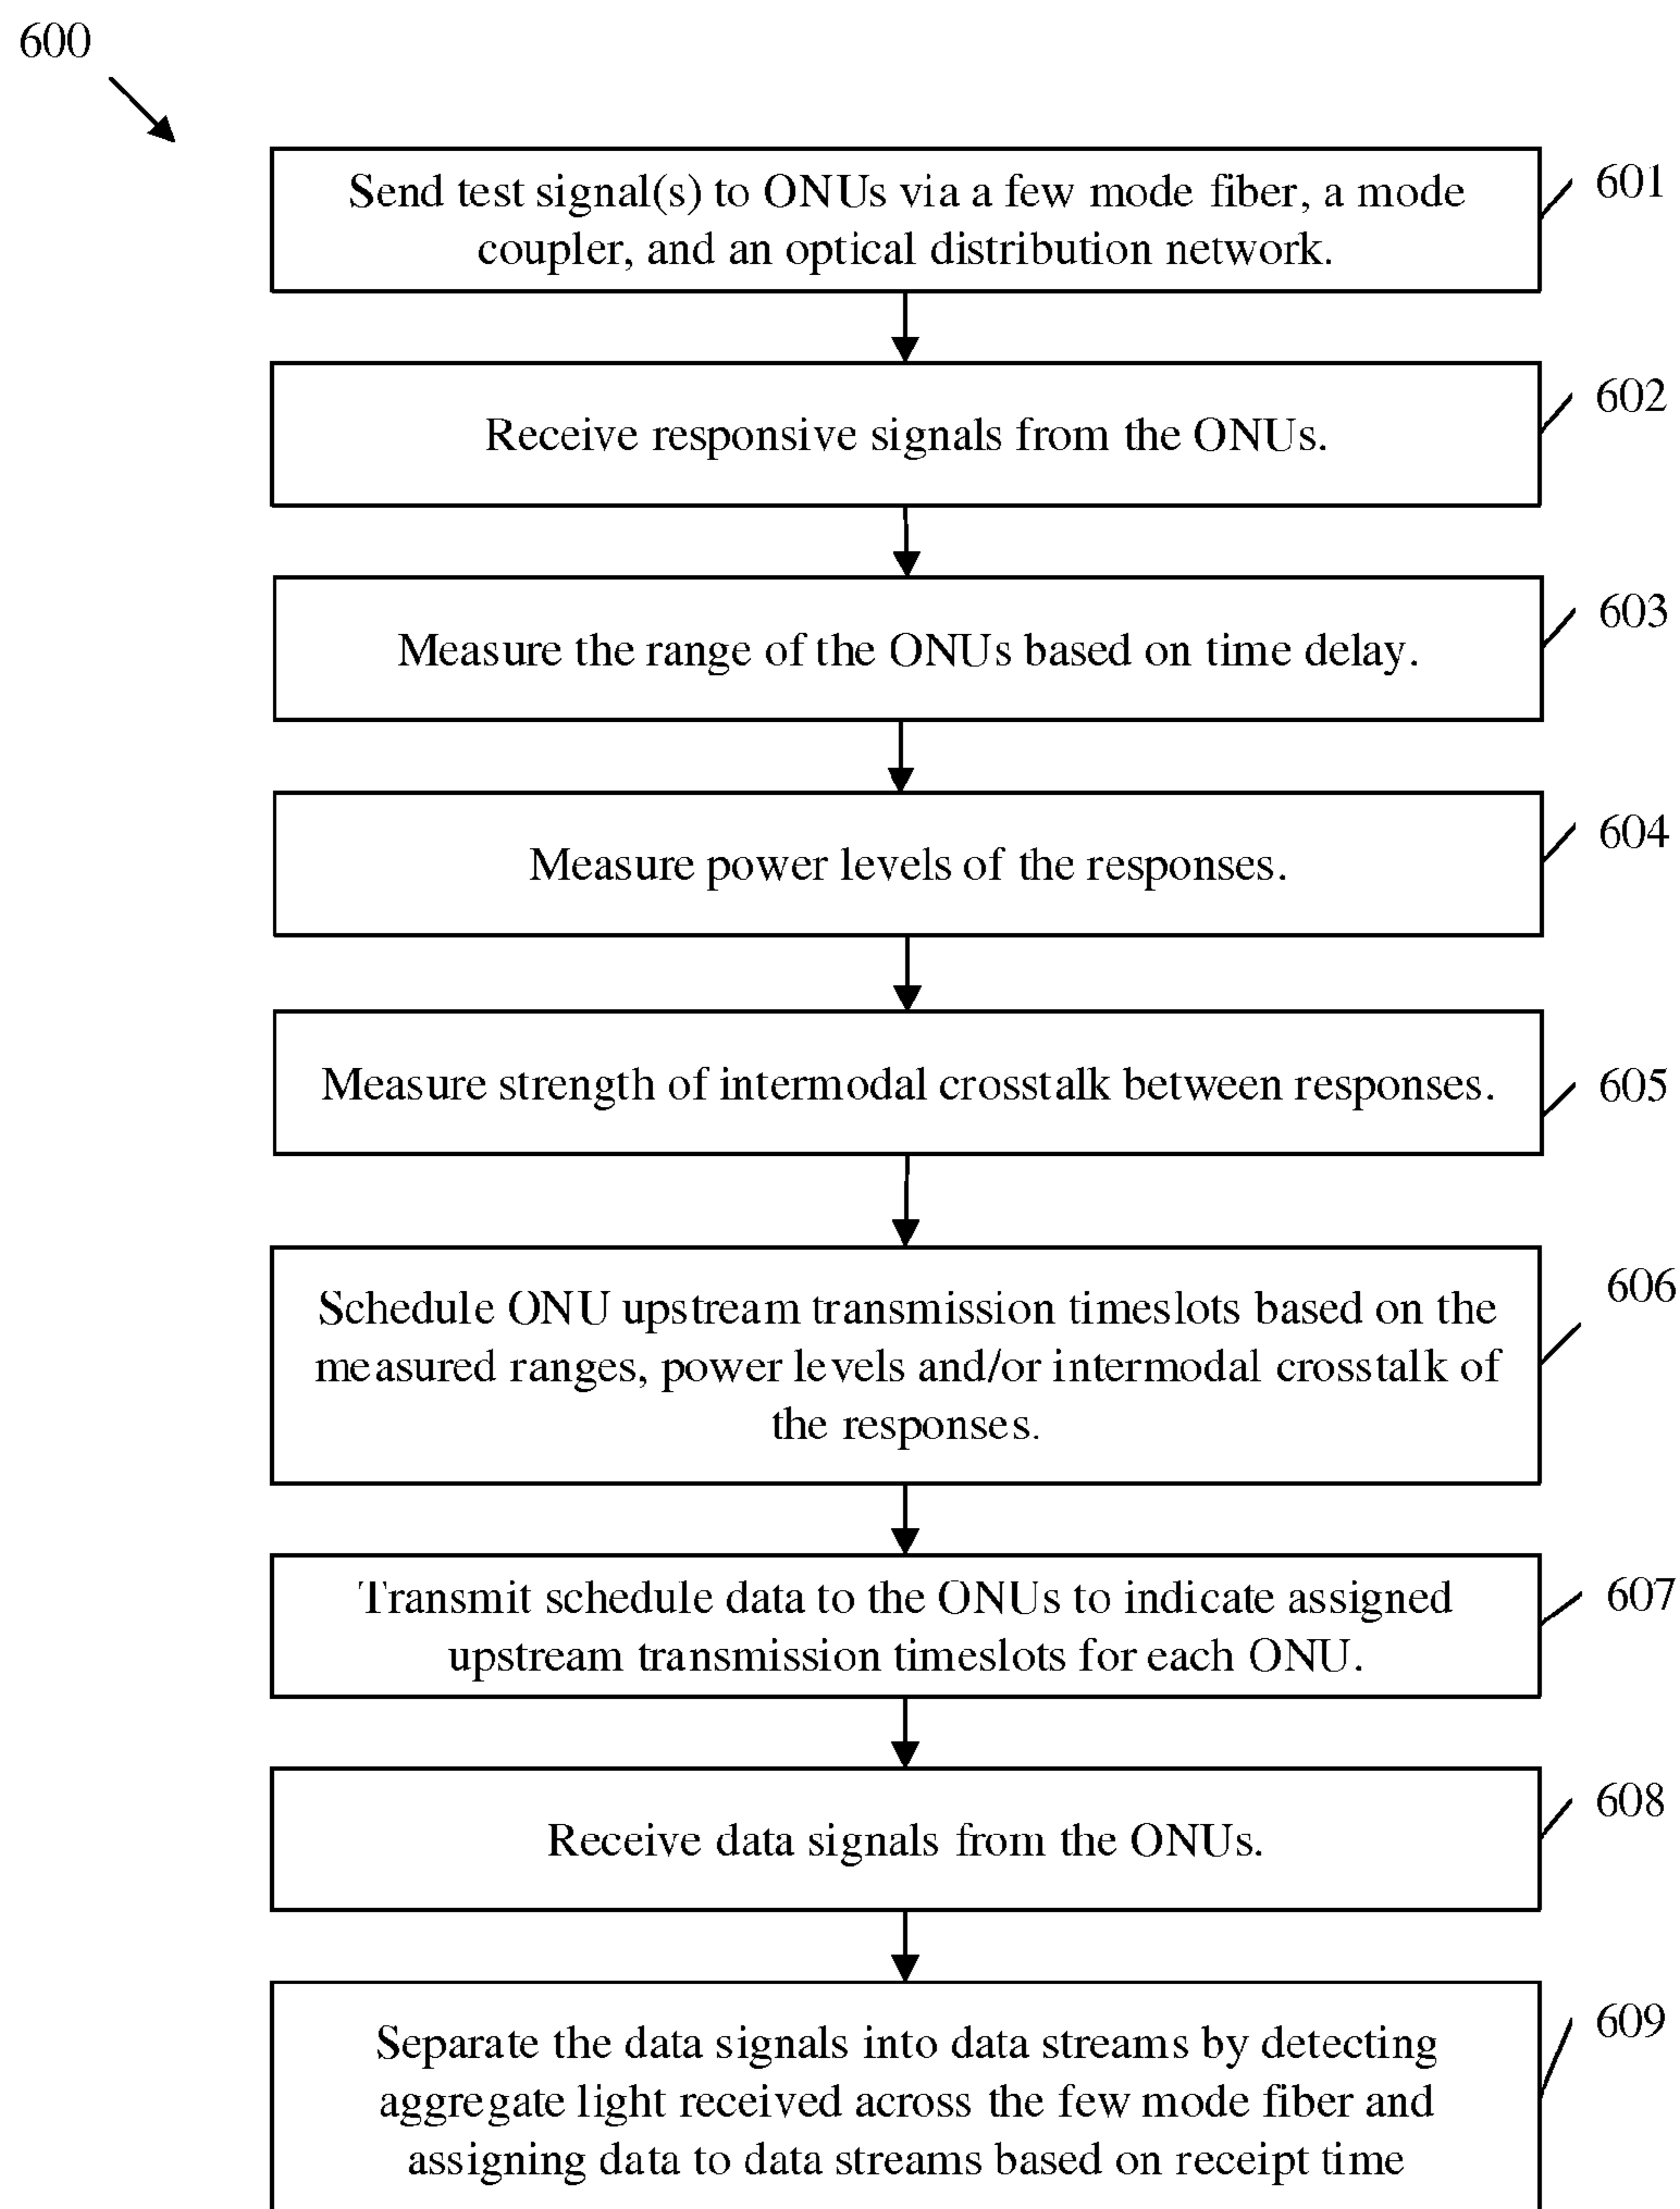 600
Send test signal(s) to ONUs via a few mode fiber, a mode
coupler, and an optical distribution network.
601
Receive responsive signals from the ONUs.
602
Measure the range of the ONUs based on time delay.
603
Measure power levels of the responses.
604
Measure strength of intermodal crosstalk between responses.
605
Schedule ONU upstream transmission timeslots based on the
measured ranges, power levels and/or intermodal crosstalk of
the responses.
606
Transmit schedule data to the ONUs to indicate assigned
upstream transmission timeslots for each ONU.
607
Receive data signals from the ONUs.
608
Separate the data signals into data streams by detecting
aggregate light received across the few mode fiber and
assigning data to data streams based on receipt time
609